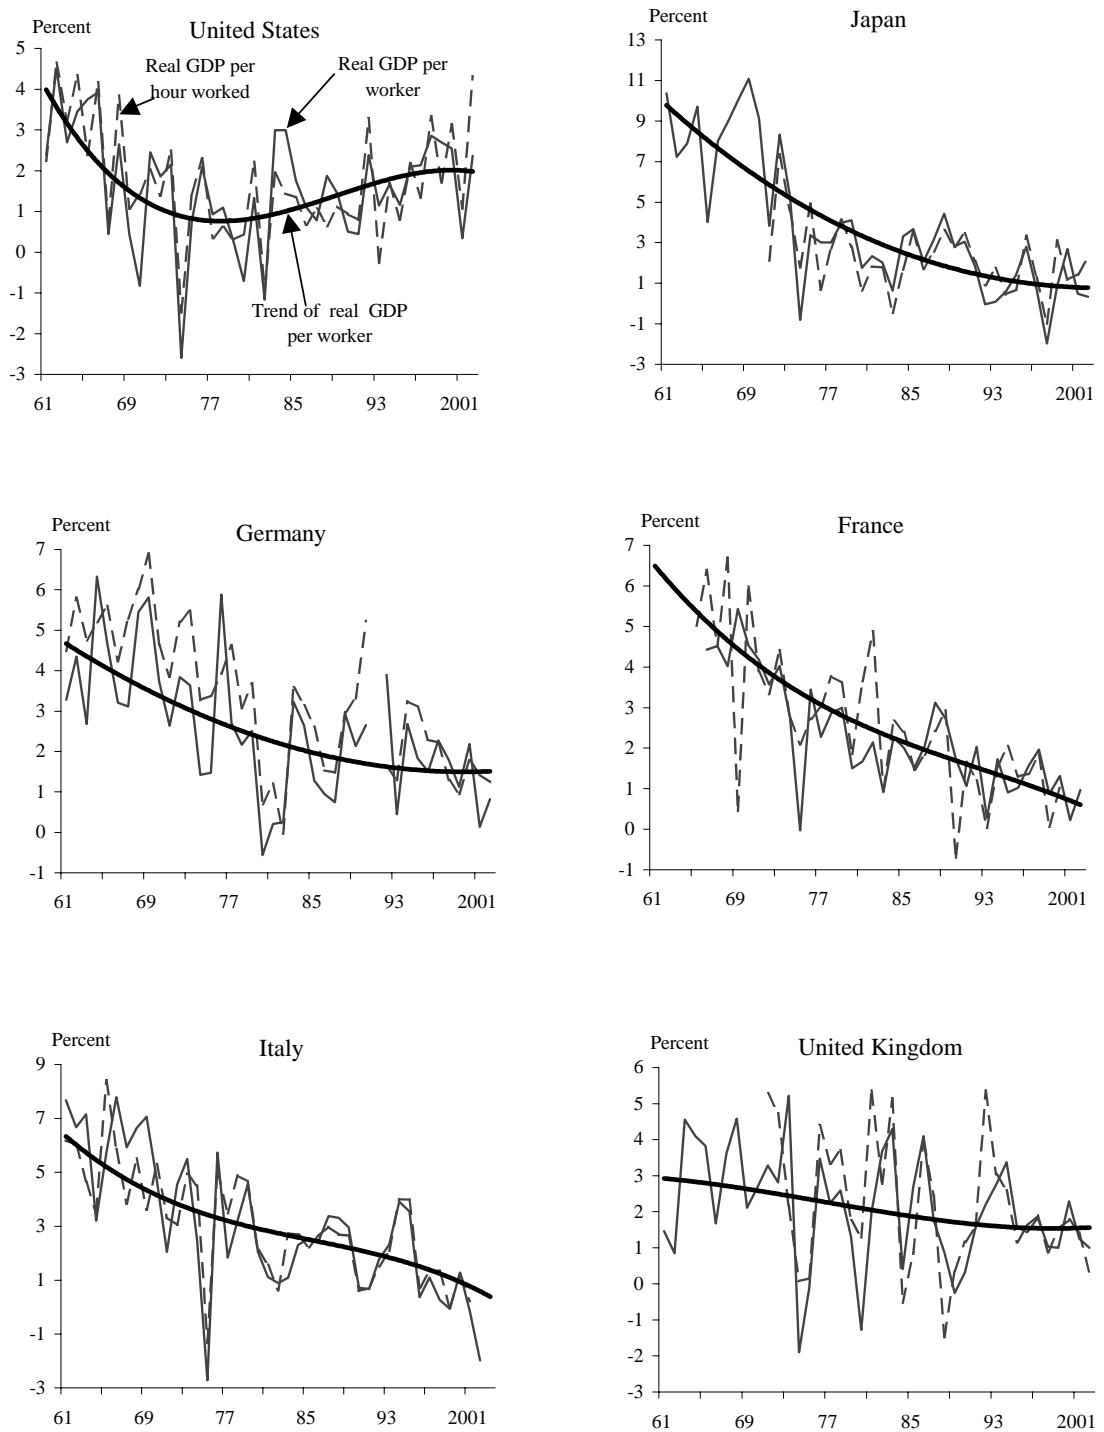 Percent
United States
5
4
3
2
1
0
-1
-2
-3
Real GDP per
hour worked
Real GDP per
worker
Trend of real GDP
per worker
61 69 77 85 93 2001
Japan
Percent
13
11
9
7
5
3
1
-1
-3
61 69 77 85 93 2001
Percent
Germany
7
6
5
4
3
2
1
0
-1
61 69 77 85 93 2001
Percent
France
7
6
5
4
3
2
1
0
-1
61 69 77 85 93 2001
Percent
Italy
9
7
5
3
1
-1
-3
61 69 77 85 93 2001
Percent
United Kingdom
6
5
4
3
2
1
0
-1
-2
-3
61 69 77 85 93 2001